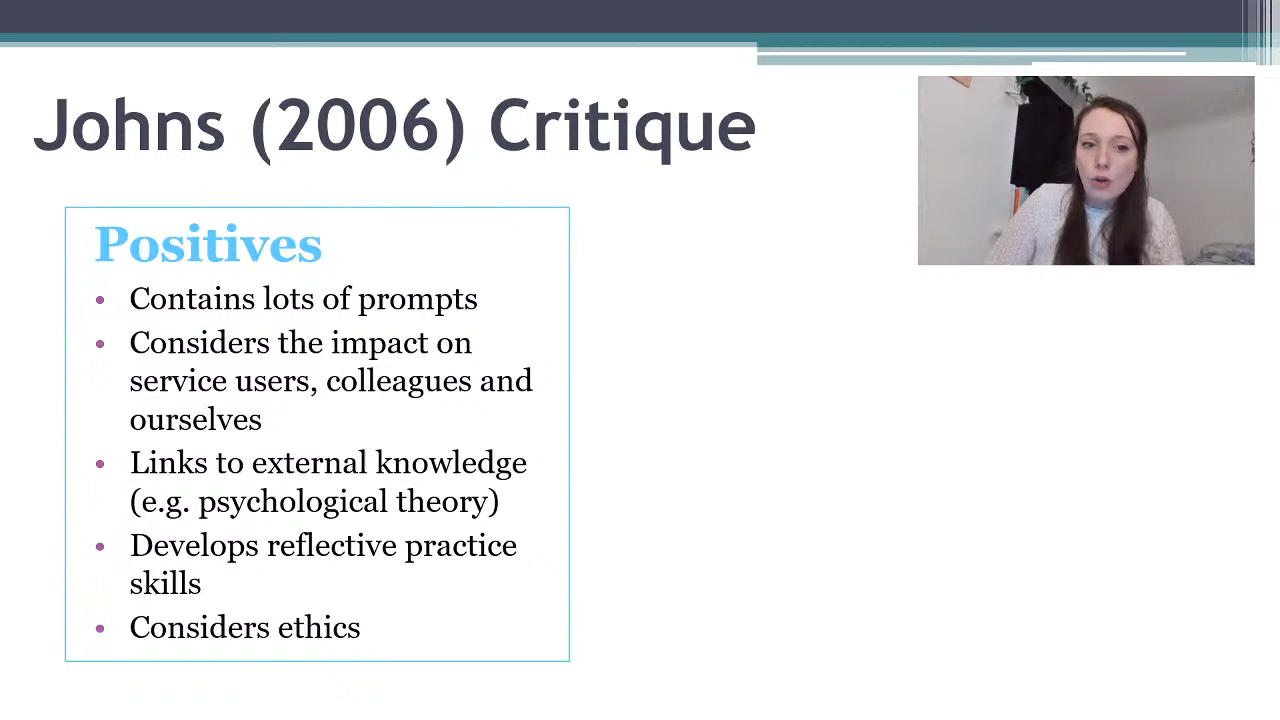 Johns (2006) Critique
Positives
• Contains lots of prompts
• Considers the impact on
service users, colleagues and
ourselves
• Links to external knowledge
(e.g. psychological theory)
• Develops reflective practice
skills
• Considers ethics